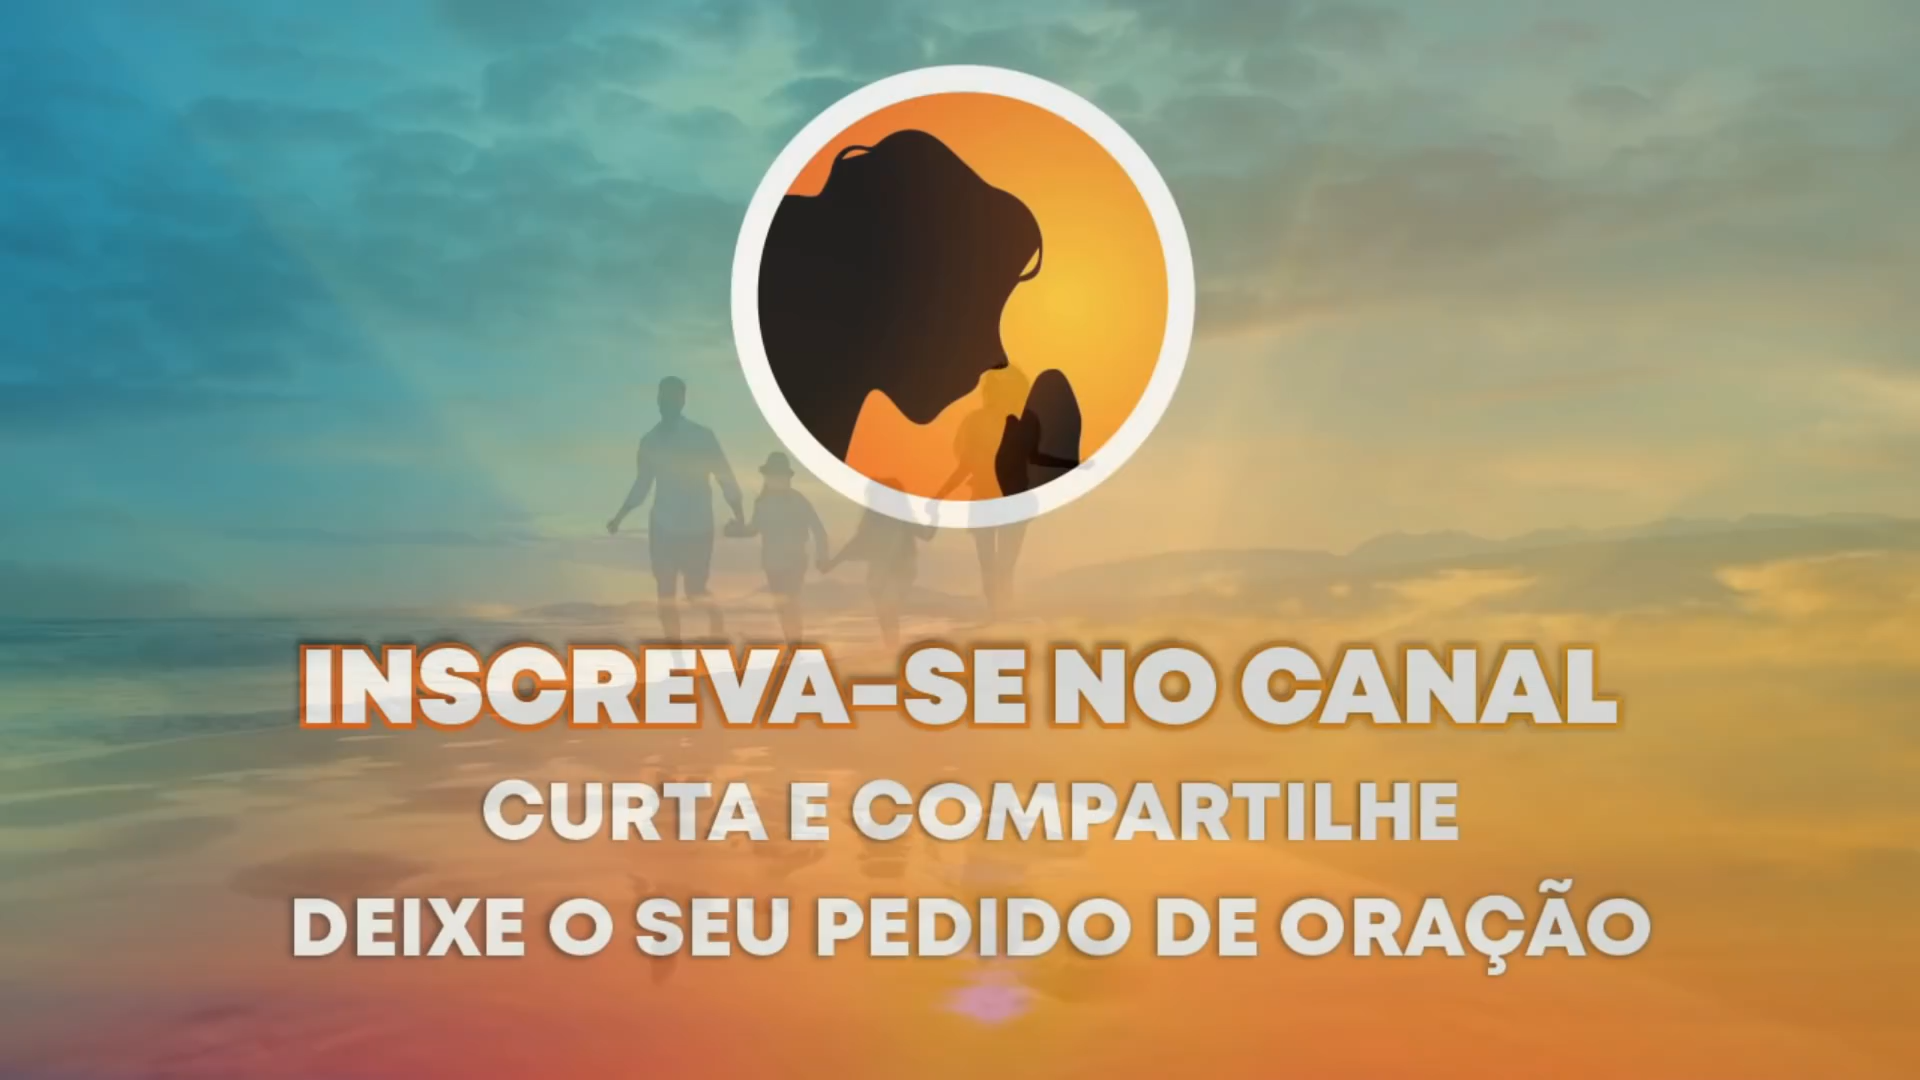 INSCREVA-SE NO CANAL
CURTA E COMPARTILHE
DEIXE O SEU PEDIDO DE ORAÇÃO